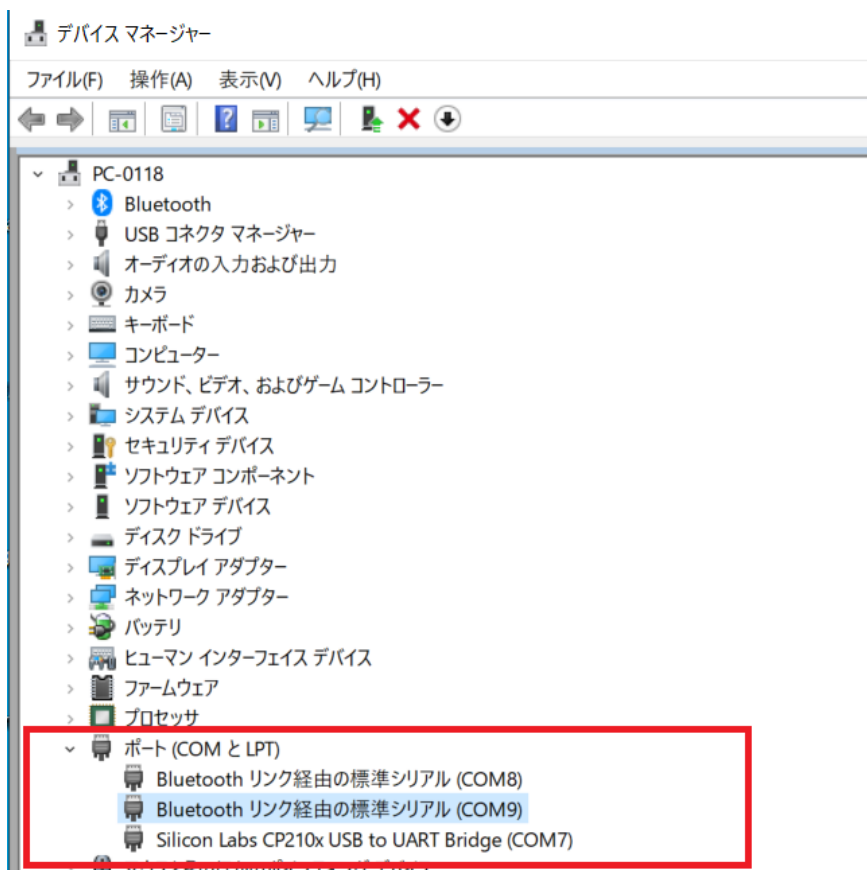 デバイス マネージャー
ファイル(F) 操作(A) 表示(V) ヘルプ(H)
PC-0118
Bluetooth
USB コネクタ マネージャー
オーディオの入力および出力
カメラ
キーボード
コンピューター
サウンド、ビデオ、およびゲーム コントローラー
システム デバイス
セキュリティ デバイス
ソフトウェア コンポーネント
ソフトウェア デバイス
ディスク ドライブ
ディスプレイ アダプター
ネットワーク アダプター
バッテリ
ヒューマン インターフェイス デバイス
ファームウェア
プロセッサ
ポート (COM と LPT)
Bluetooth リンク経由の標準シリアル (COM8)
Bluetooth リンク経由の標準シリアル (COM9)
Silicon Labs CP210x USB to UART Bridge (COM7)